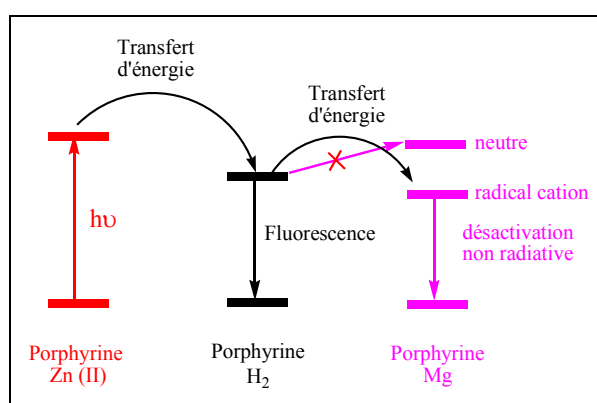 Transfert
d'énergie
Transfert
d'énergie
neutre
radical cation
hυ
Fluorescence
désactivation
non radiative
Porphyrine
Zn (II)
Porphyrine
H2
Porphyrine
Mg